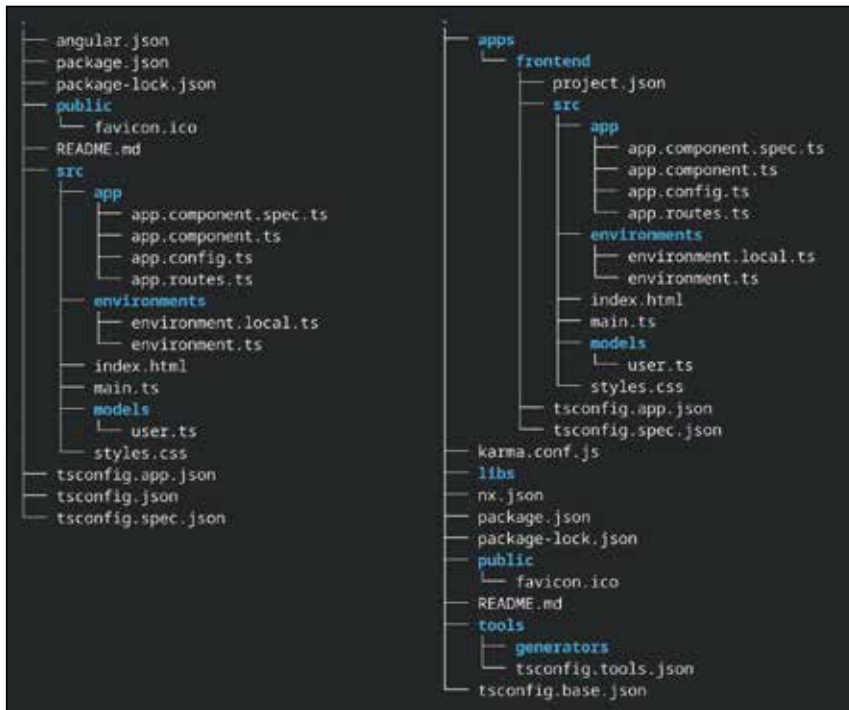 .
├── angular.json
├── package.json
├── package-lock.json
├── public
│   └── favicon.ico
├── README.md
├── src
│   ├── app
│   │   ├── app.component.spec.ts
│   │   ├── app.component.ts
│   │   ├── app.config.ts
│   │   └── app.routes.ts
│   ├── environments
│   │   ├── environment.local.ts
│   │   └── environment.ts
│   ├── index.html
│   ├── main.ts
│   ├── models
│   │   └── user.ts
│   └── styles.css
├── tsconfig.app.json
├── tsconfig.json
└── tsconfig.spec.json
.
├── apps
│   └── frontend
│       ├── project.json
│       ├── src
│       │   ├── app
│       │   │   ├── app.component.spec.ts
│       │   │   ├── app.component.ts
│       │   │   ├── app.config.ts
│       │   │   └── app.routes.ts
│       │   ├── environments
│       │   │   ├── environment.local.ts
│       │   │   └── environment.ts
│       │   ├── index.html
│       │   ├── main.ts
│       │   ├── models
│       │   │   └── user.ts
│       │   └── styles.css
│       ├── tsconfig.app.json
│       └── tsconfig.spec.json
├── karma.conf.js
├── libs
├── nx.json
├── package.json
├── package-lock.json
├── public
│   └── favicon.ico
├── README.md
├── tools
│   ├── generators
│   └── tsconfig.tools.json
└── tsconfig.base.json